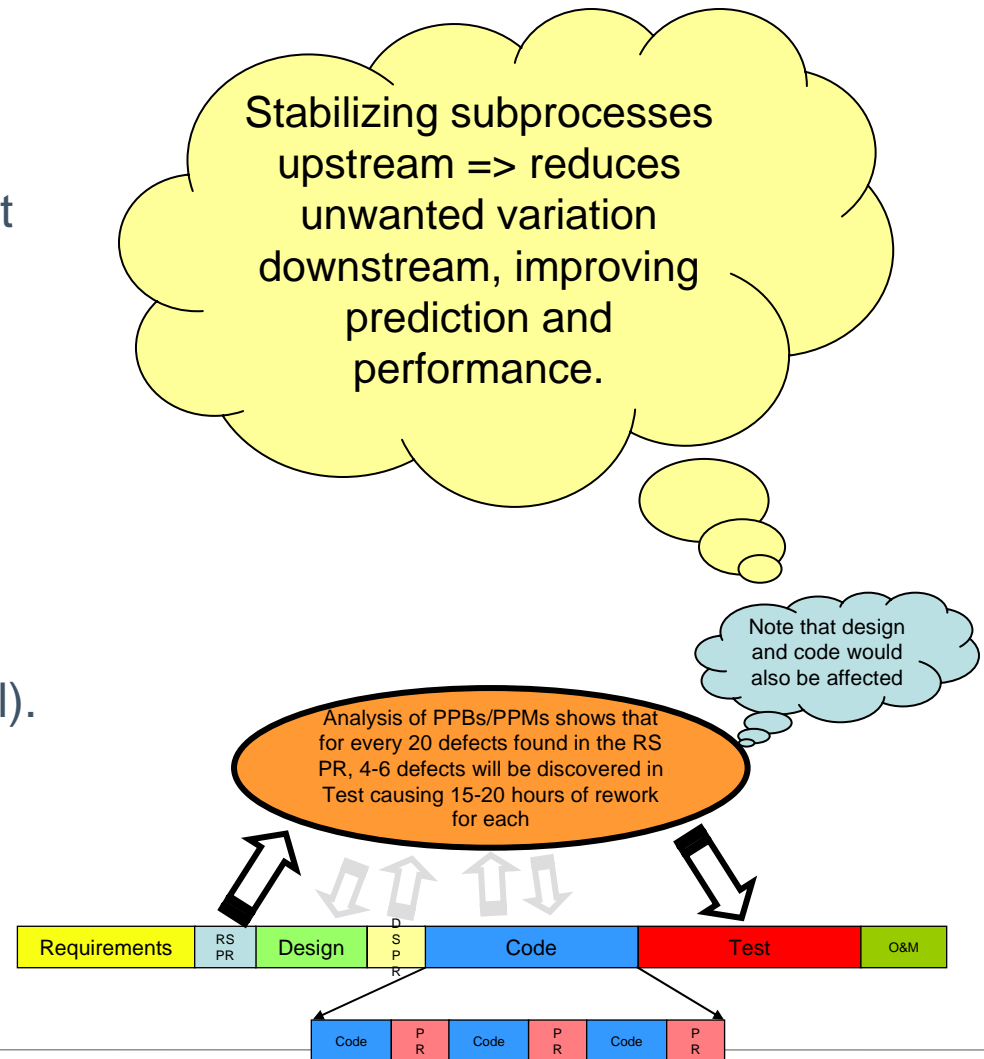 Stabilizing subprocesses
upstream => reduces
unwanted variation
downstream, improving
prediction and
performance.
t
Note that design
and code would
also be affected
l).
Analysis of PPBs/PPMs shows that
for every 20 defects found in the RS
PR, 4-6 defects will be discovered in
Test causing 15-20 hours of rework
for each
Requirements
RS
PR
Design
D
S
P
R
Code
Test
O&M
Code
P
R
Code
P
R
Code
P
R